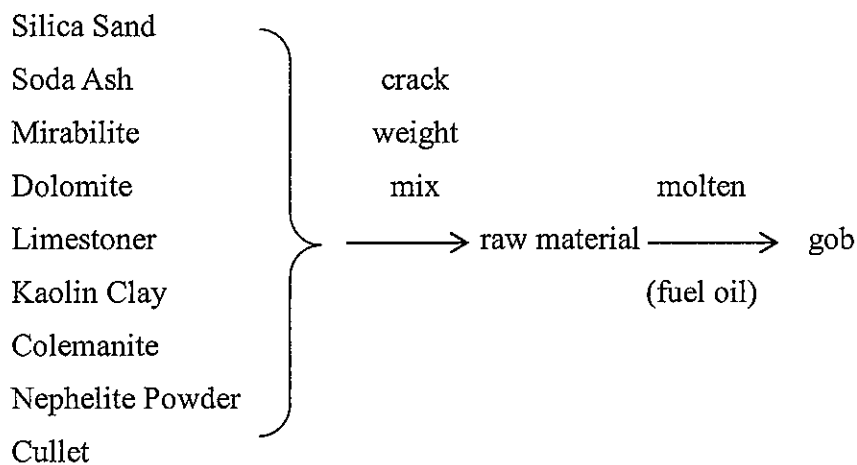 Silica Sand
Soda Ash crack
Mirabilite weight
Dolomite mix molten
Limestoner raw material gob
Kaolin Clay (fuel oil)
Colemanite
Nephelite Powder
Cullet